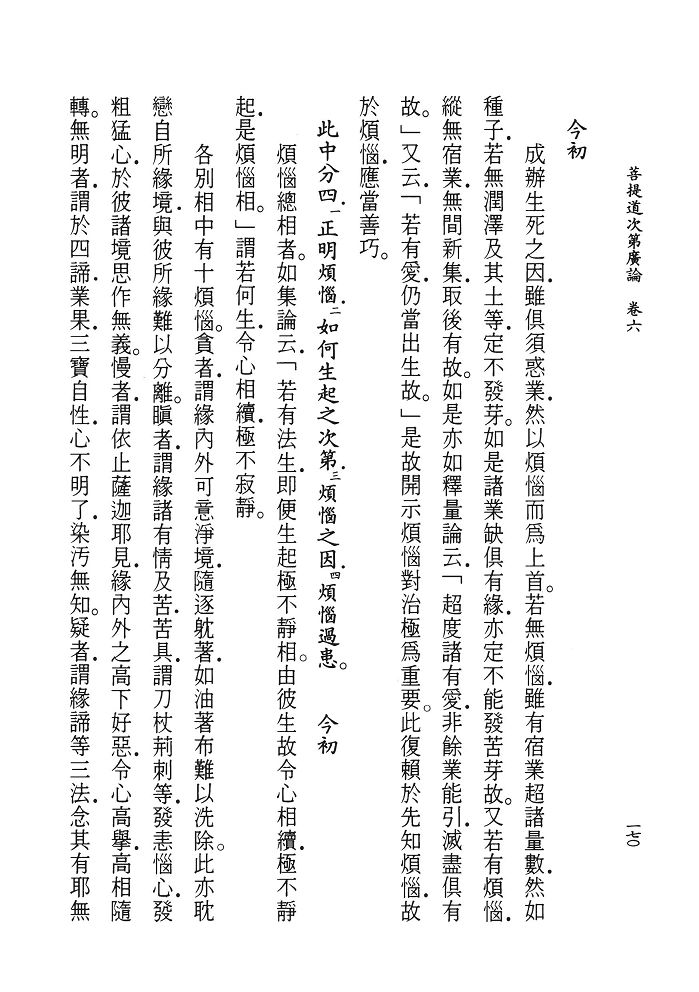 菩提道次第廣論　卷六
一七〇
今初
成辦生死之因．雖俱須惑業．然以煩惱而爲上首。若無煩惱．雖有宿業超諸量數．然如
種子．若無潤澤及其土等．定不發芽。如是諸業缺俱有緣．亦定不能發苦芽故。又若有煩惱．
縱無宿業．無間新集．取後有故。如是亦如釋量論云．「超度諸有愛．非餘業能引．滅盡俱有
故。」又云．「若有愛．仍當出生故。」是故開示煩惱對治極爲重要。此復賴於先知煩惱．故
於煩惱．應當善巧。
此中分四．一正明煩惱．二如何生起之次第．三煩惱之因．四煩惱過患。　今初
煩惱總相者．如集論云．「若有法生．即便生起極不靜相。由彼生故令心相續．極不靜
起．是煩惱相。」謂若何生．令心相續極不寂靜。
各別相中有十煩惱。貪者．謂緣內外可意淨境．隨逐躭著．如油著布難以洗除。此亦耽
戀自所緣境．與彼所緣難以分離。瞋者．謂緣諸有情及苦．苦具．謂刀杖荊刺等．發恚惱心．發
粗猛心．於彼諸境思作無義。慢者．謂依止薩迦耶見．緣內外之高下好惡．令心高舉．高相隨
轉。無明者．謂於四諦．業果．三寶自性．心不明了．染污無知。疑者．謂緣諦等三法．念其有耶無